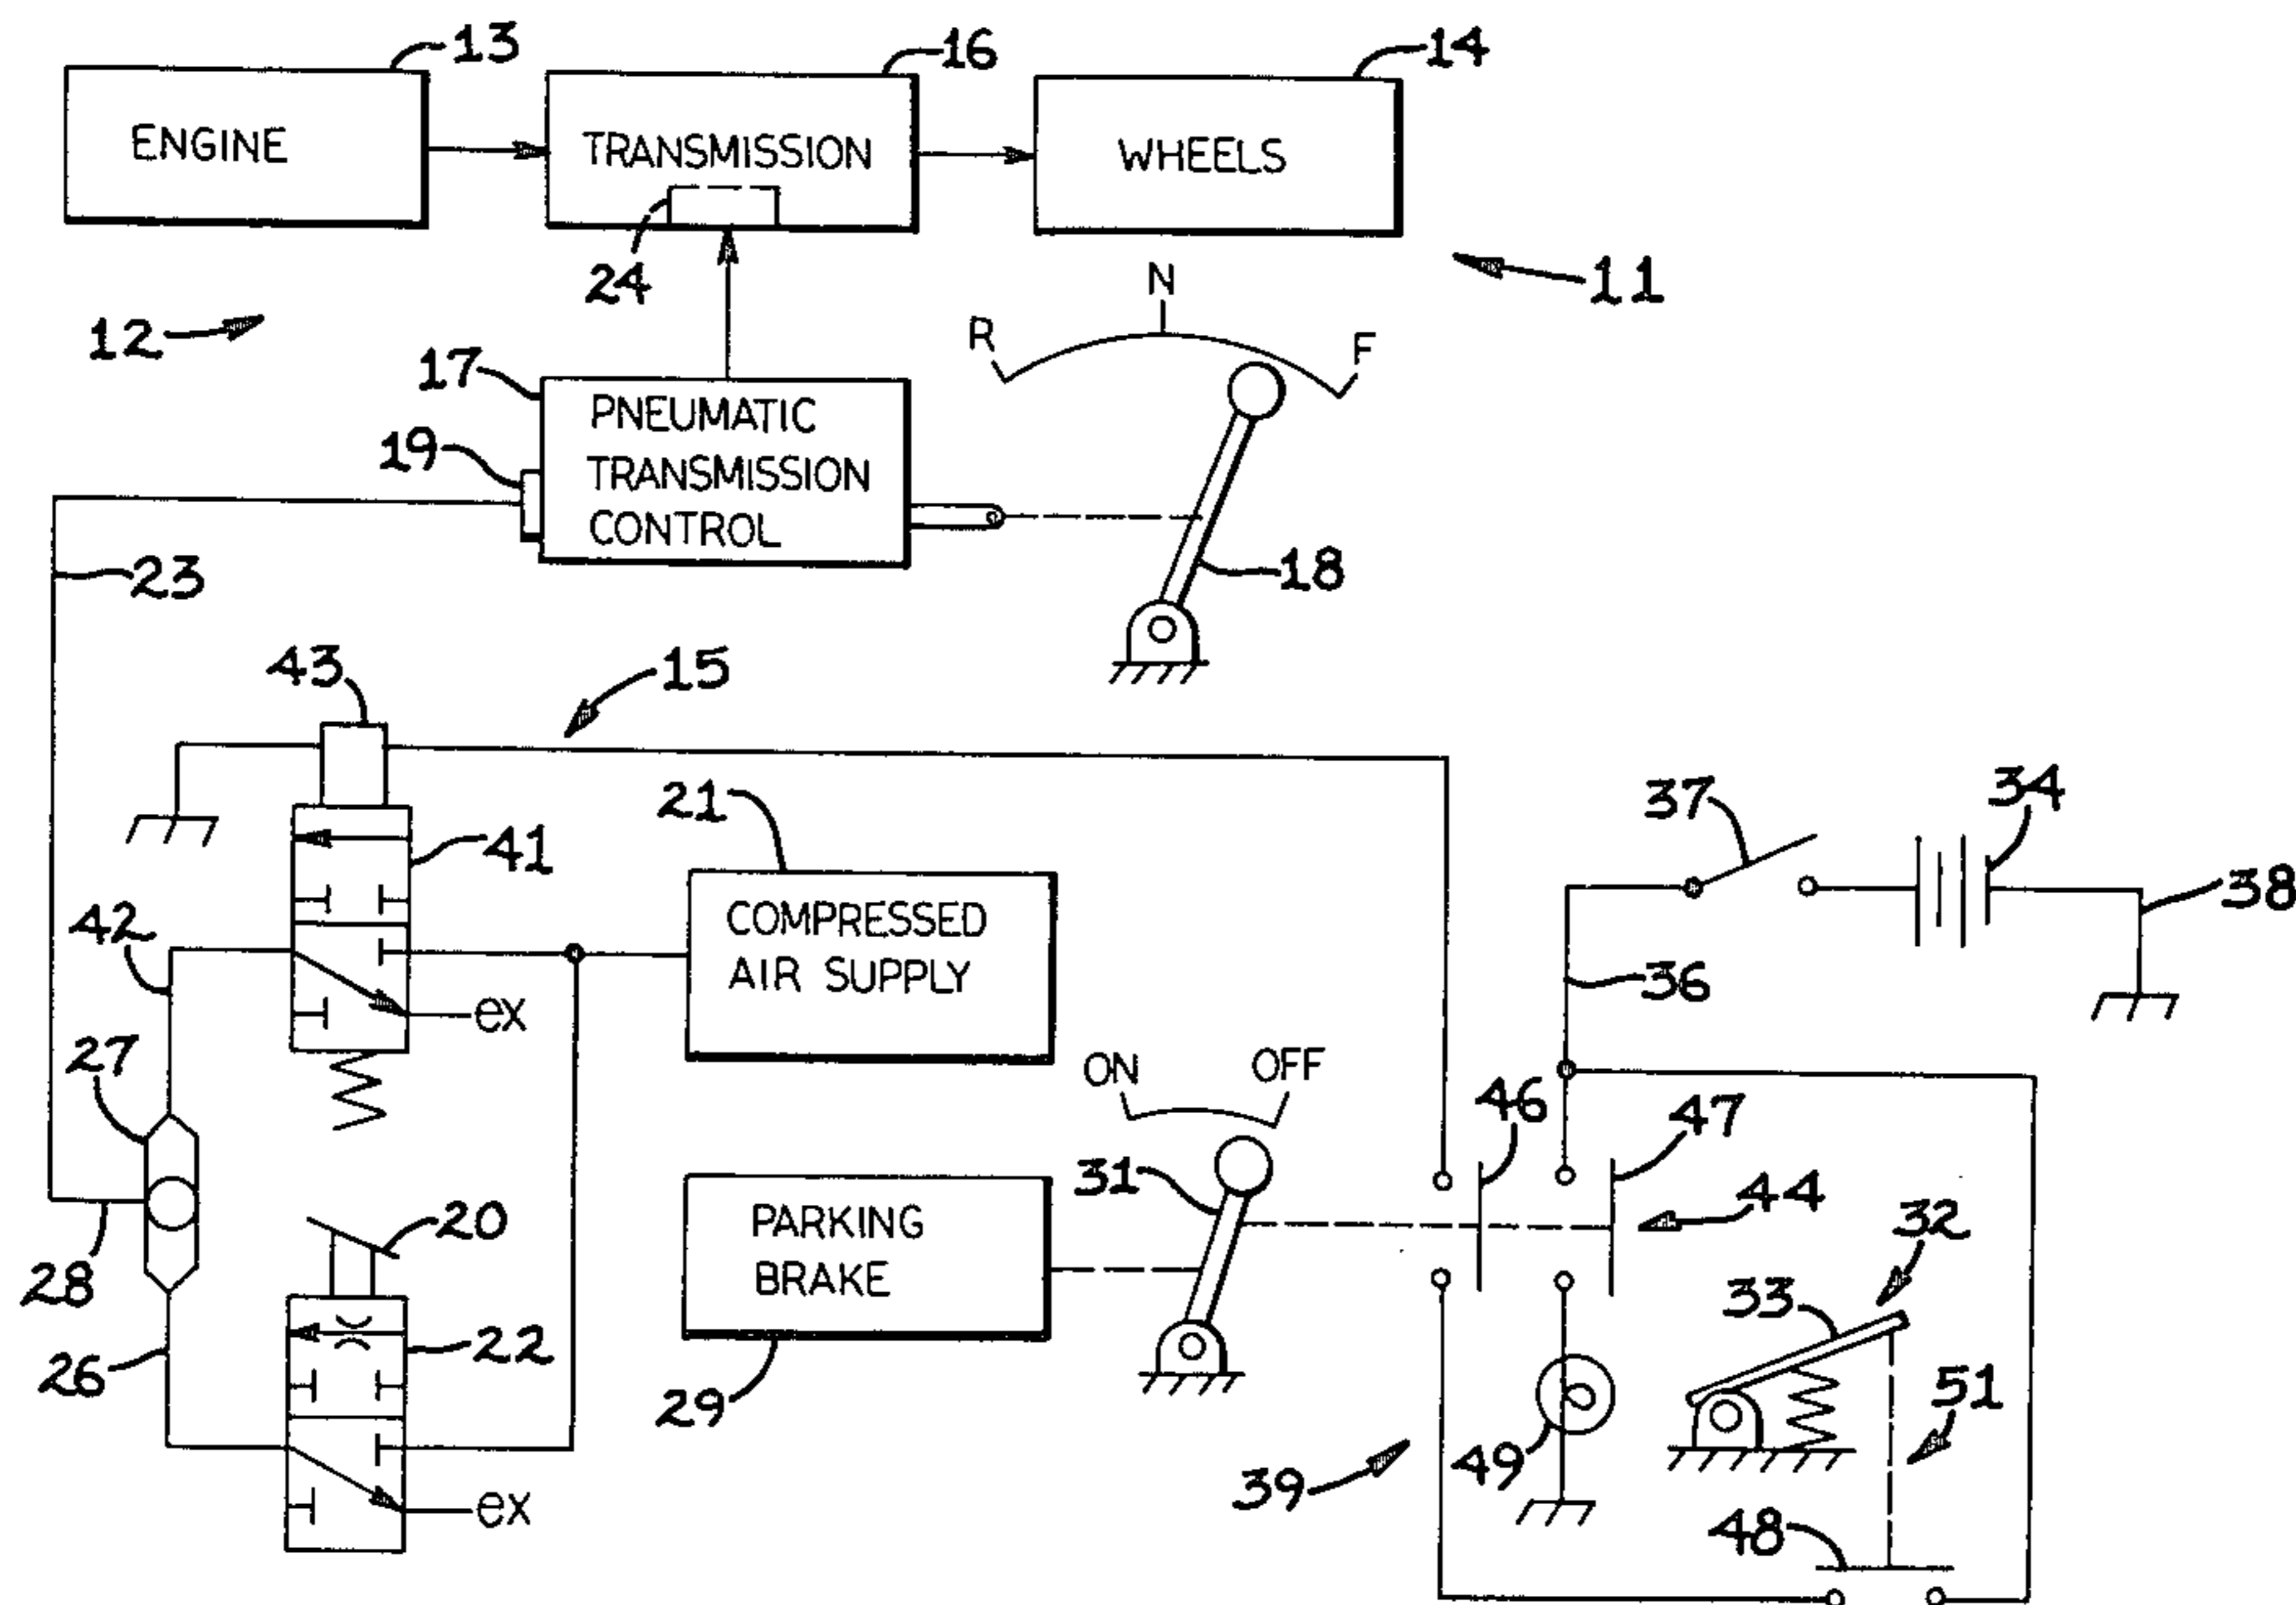 13
16
14
ENGINE
TRANSMISSION
WHEELS
24
11
12
N
R
F
17
PNEUMATIC
TRANSMISSION
CONTROL
19
23
18
43
15
21
37
34
41
COMPRESSED
AIR SUPPLY
38
42
36
ex
27
ON
OFF
46
47
31
44
20
PARKING
BRAKE
32
28
33
22
26
29
51
49
39
ex
48